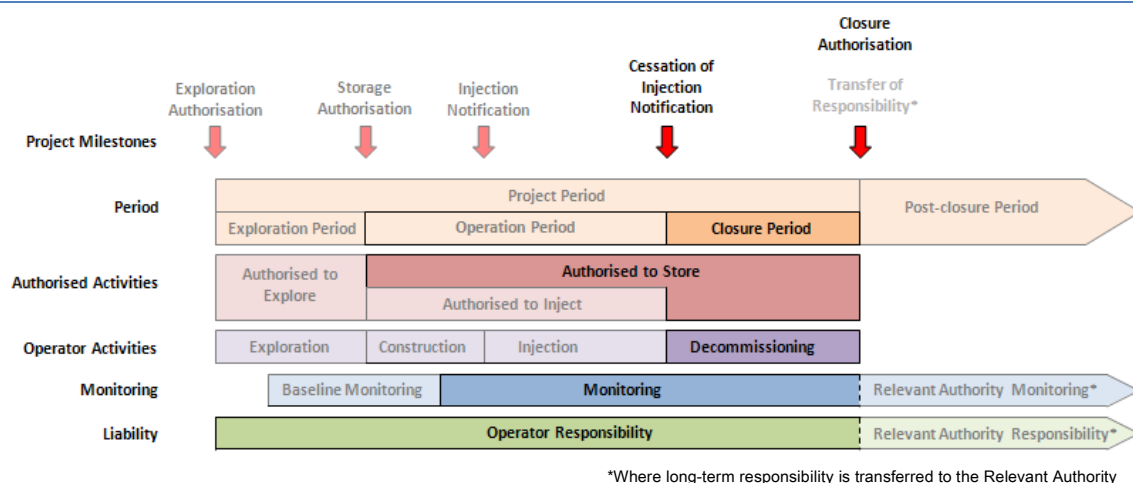 Closure
Authorisation
Exploration
Authorisation
Storage
Authorisation
Injection
Notification
Cessation of
Injection
Notification
Transfer of
Responsibility*
Project Milestones
Period
Project Period
Exploration Period
Operation Period
Closure Period
Post-closure Period
Authorised Activities
Authorised to
Explore
Authorised to Store
Authorised to Inject
Operator Activities
Exploration
Construction
Injection
Decommissioning
Monitoring
Baseline Monitoring
Monitoring
Relevant Authority Monitoring*
Liability
Operator Responsibility
Relevant Authority Responsibility*
*Where long-term responsibility is transferred to the Relevant Authority